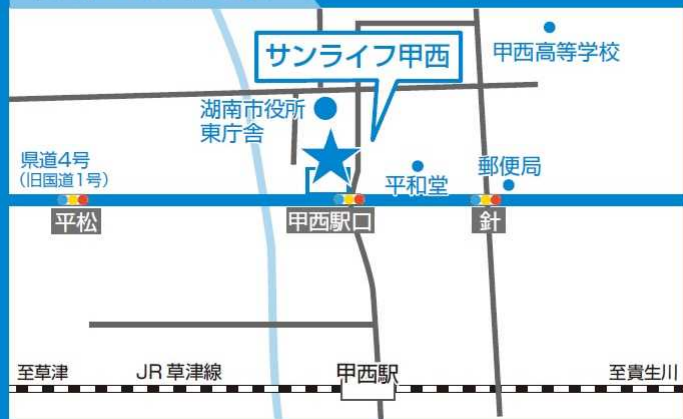 サンライフ甲西
甲西高等学校
湖南市役所
東庁舎
県道4号
(旧国道1号)
平和堂
郵便局
平松
甲西駅口
針
至草津
JR草津線
甲西駅
至貴生川